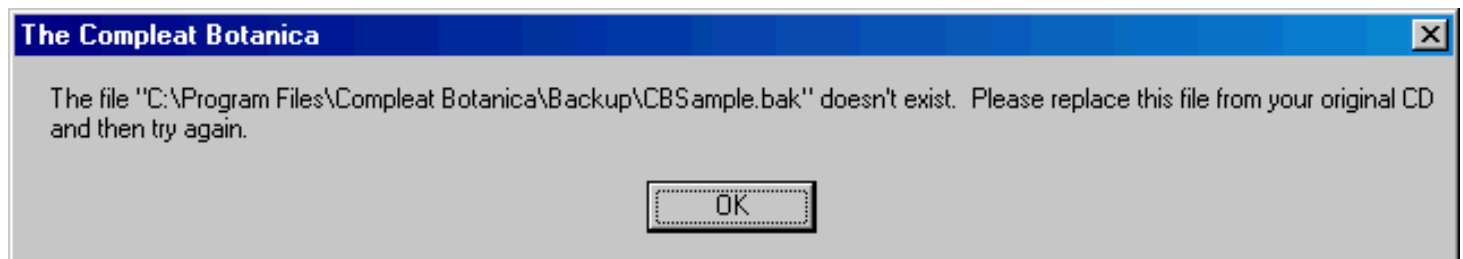 The Compleat Botanica
The file "C:\Program Files\Compleat Botanica\Backup\CBSample.bak" doesn't exist.  Please replace this file from your original CD
and then try again.
OK